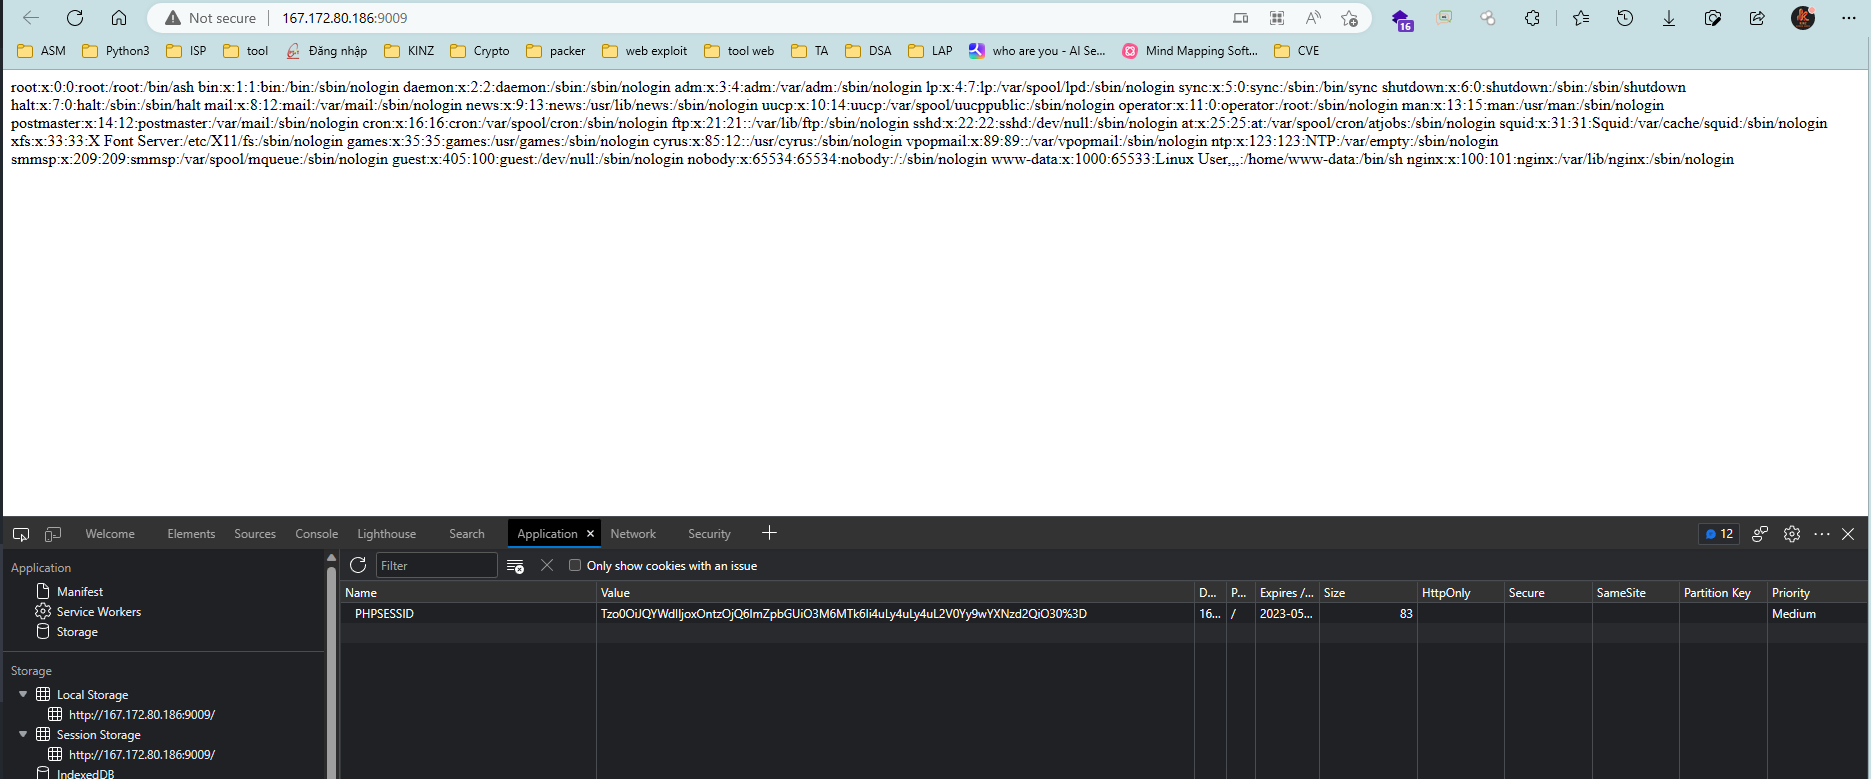 Not secure 167.172.80.186:9009
16
ASM Python3 ISP tool Đăng nhập KINZ Crypto packer web exploit tool web TA DSA LAP who are you - AI Se... Mind Mapping Soft... CVE
root:x:0:0:root:/root:/bin/ash bin:x:1:1:bin:/bin:/sbin/nologin daemon:x:2:2:daemon:/sbin:/sbin/nologin adm:x:3:4:adm:/var/adm:/sbin/nologin lp:x:4:7:lp:/var/spool/lpd:/sbin/nologin sync:x:5:0:sync:/sbin:/bin/sync shutdown:x:6:0:shutdown:/sbin:/sbin/shutdown
halt:x:7:0:halt:/sbin:/sbin/halt mail:x:8:12:mail:/var/mail:/sbin/nologin news:x:9:13:news:/usr/lib/news:/sbin/nologin uucp:x:10:14:uucp:/var/spool/uucppublic:/sbin/nologin operator:x:11:0:operator:/root:/sbin/nologin man:x:13:15:man:/usr/man:/sbin/nologin
postmaster:x:14:12:postmaster:/var/mail:/sbin/nologin cron:x:16:16:cron:/var/spool/cron:/sbin/nologin ftp:x:21:21::/var/lib/ftp:/sbin/nologin sshd:x:22:22:sshd:/dev/null:/sbin/nologin at:x:25:25:at:/var/spool/cron/atjobs:/sbin/nologin squid:x:31:31:Squid:/var/cache/squid:/sbin/nologin
xfs:x:33:33:X Font Server:/etc/X11/fs:/sbin/nologin games:x:35:35:games:/usr/games:/sbin/nologin cyrus:x:85:12::/usr/cyrus:/sbin/nologin vpopmail:x:89:89::/var/vpopmail:/sbin/nologin ntp:x:123:123:NTP:/var/empty:/sbin/nologin
smmsp:x:209:209:smmsp:/var/spool/mqueue:/sbin/nologin guest:x:405:100:guest:/dev/null:/sbin/nologin nobody:x:65534:65534:nobody:/:/sbin/nologin www-data:x:1000:65533:Linux User,,,:/home/www-data:/bin/sh nginx:x:100:101:nginx:/var/lib/nginx:/sbin/nologin
Welcome Elements Sources Console Lighthouse Search Application Network Security 12
Application
Manifest
Service Workers
Storage
Storage
Local Storage
http://167.172.80.186:9009/
Session Storage
http://167.172.80.186:9009/
IndexedDB
Filter Only show cookies with an issue
Name Value D... P... Expires /... Size HttpOnly Secure SameSite Partition Key Priority
PHPSESSID Tzo0OiJQYWdlIjoxOntzOjQ6ImZpbGUiO3M6MTk6Ii4uLy4uLy4uL2V0Yy9wYXNzd2QiO30%3D 16... / 2023-05... 83 Medium